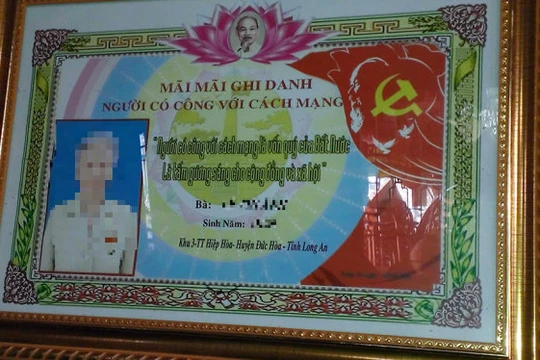 MÃI MÃI GHI DANH
NGƯỜI CÓ CÔNG VỚI CÁCH MẠNG
"Người có công với cách mạng là vốn quý của Đất Nước
Là tấm gương sáng cho cộng đồng và xã hội"
Bà:
Sinh Năm:
Khu 3-TT Hiệp Hòa- Huyện Đức Hòa - Tỉnh Long An